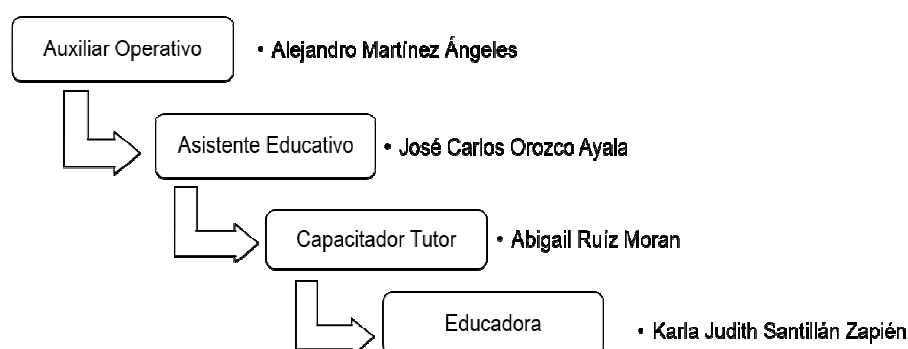 Auxiliar Operativo • Alejandro Martínez Ángeles
Asistente Educativo • José Carlos Orozco Ayala
Capacitador Tutor • Abigail Ruíz Moran
Educadora • Karla Judith Santillán Zapién